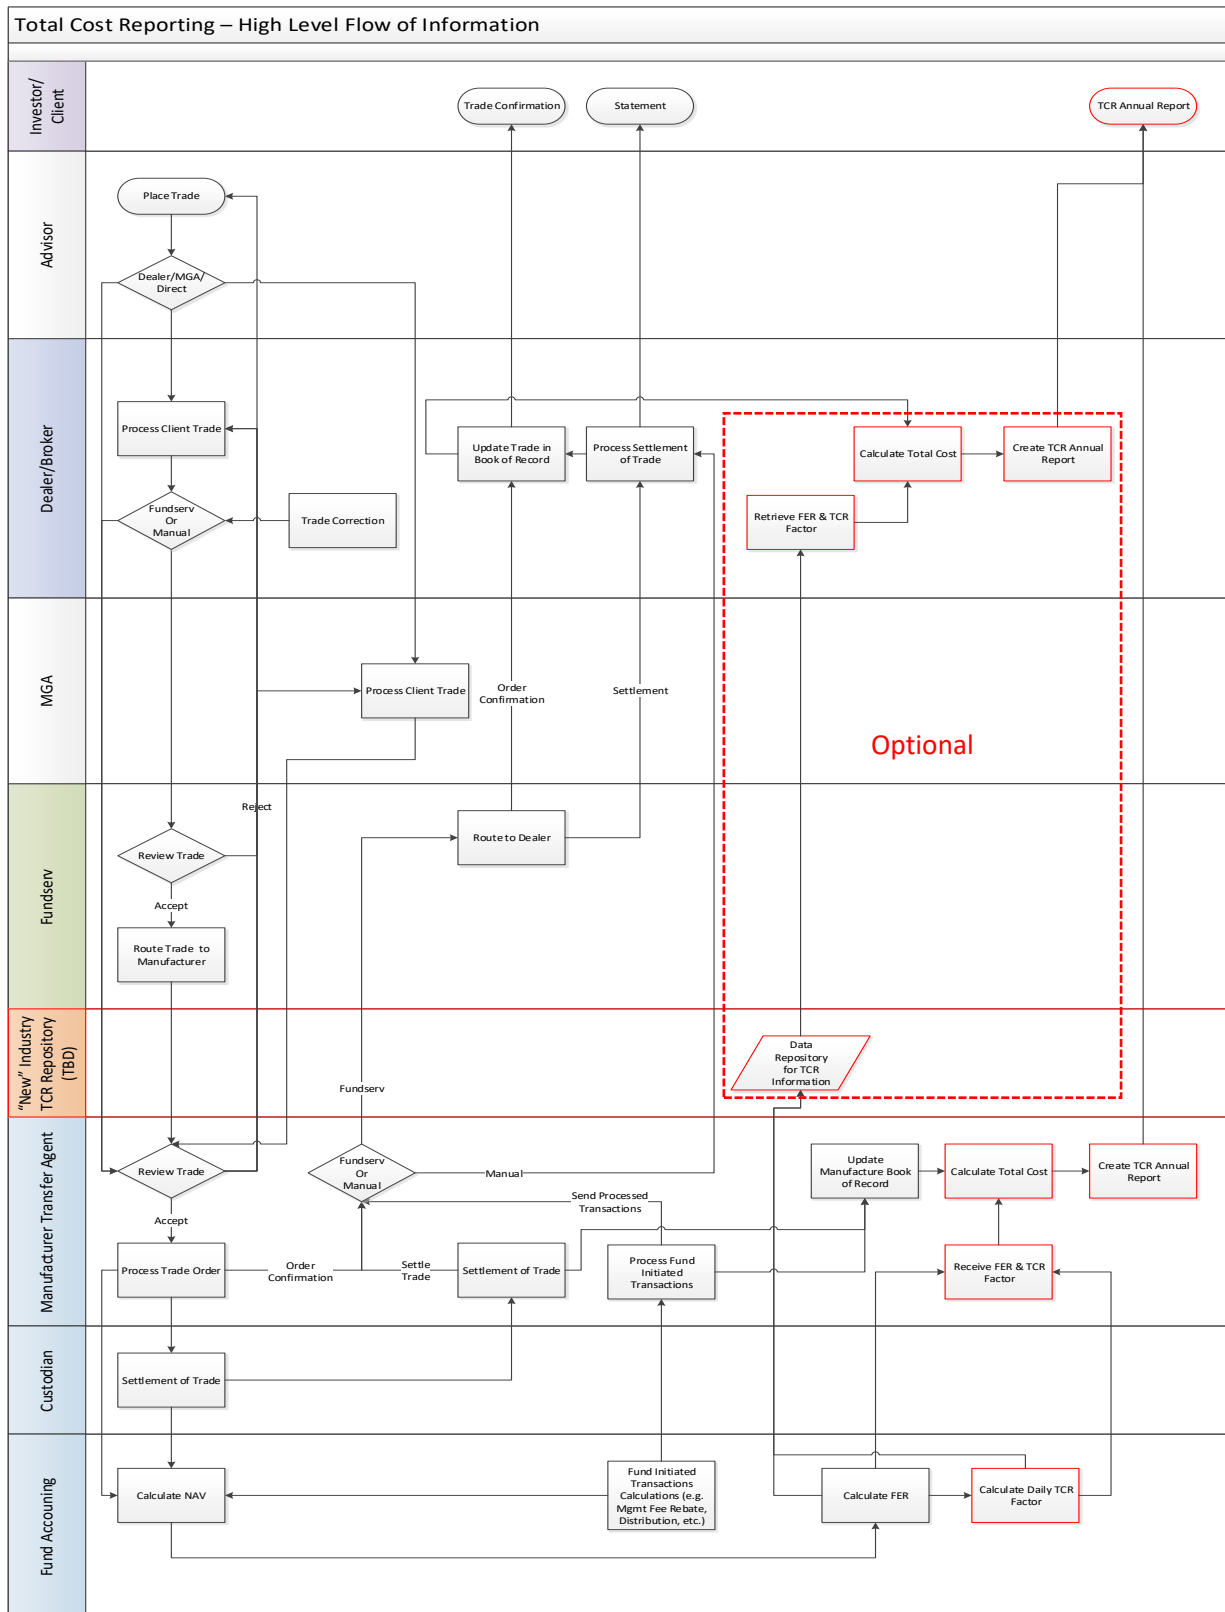 Total Cost Reporting – High Level Flow of Information
Investor/
Client
Trade Confirmation
Statement
TCR Annual Report
Advisor
Place Trade
Dealer/MGA/
Direct
Dealer/Broker
Process Client Trade
Update Trade in
Book of Record
Process Settlement
of Trade
Calculate Total Cost
Create TCR Annual
Report
Fundserv
Or
Manual
Trade Correction
Retrieve FER & TCR
Factor
MGA
Process Client Trade
Order
Confirmation
Settlement
Optional
Fundserv
Reject
Route to Dealer
Review Trade
Accept
Route Trade to
Manufacturer
“New” Industry
TCR Repository
(TBD)
Data
Repository
for TCR
Information
Fundserv
Manufacturer Transfer Agent
Review Trade
Fundserv
Or
Manual
Manual
Update
Manufacture Book
of Record
Calculate Total Cost
Create TCR Annual
Report
Accept
Send Processed
Transactions
Process Trade Order
Order
Confirmation
Settle
Trade
Settlement of Trade
Process Fund
Initiated
Transactions
Receive FER & TCR
Factor
Custodian
Settlement of Trade
Fund Accouning
Calculate NAV
Fund Initiated
Transactions
Calculations (e.g.
Mgmt Fee Rebate,
Distribution, etc.)
Calculate FER
Calculate Daily TCR
Factor